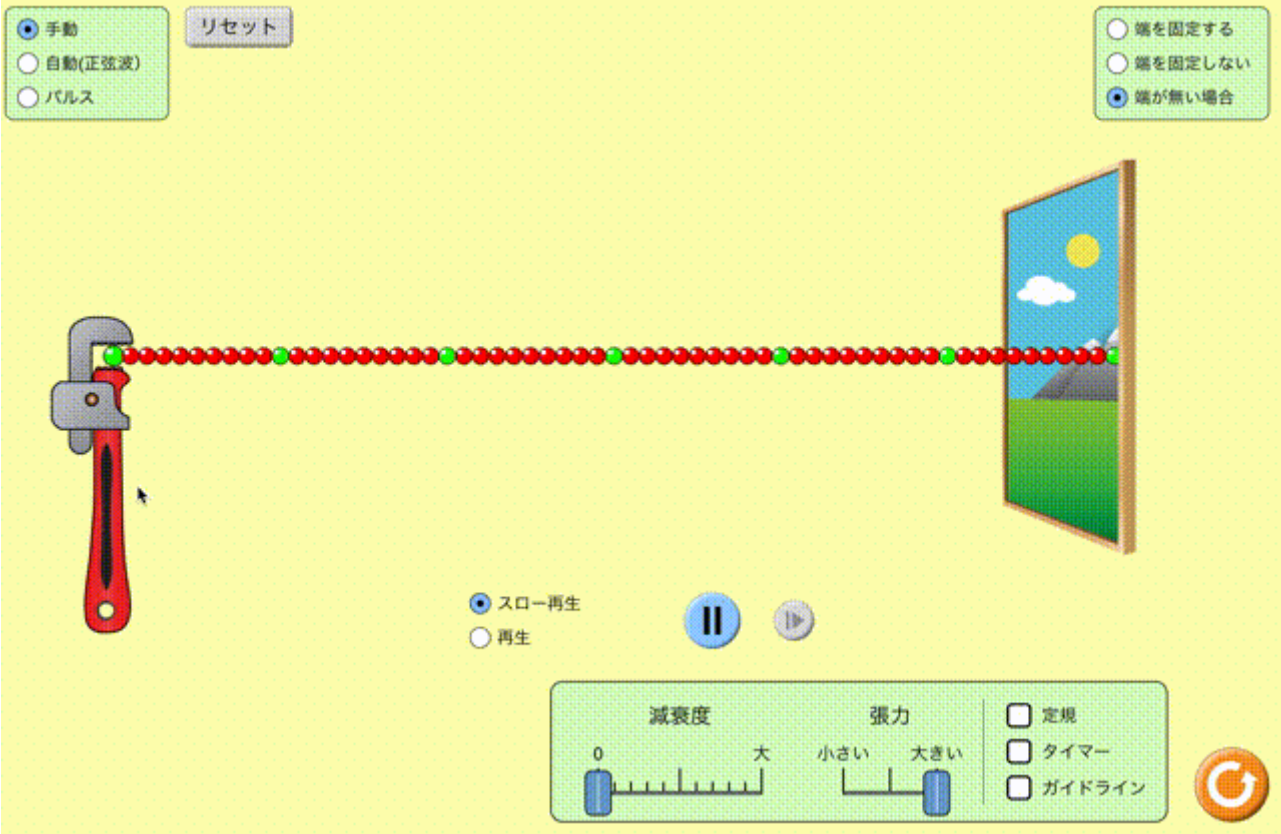 手動
リセット
自動(正弦波)
パルス
端を固定する
端を固定しない
端が無い場合
スロー再生
再生
減衰度
張力
0
大
小さい
大きい
定規
タイマー
ガイドライン